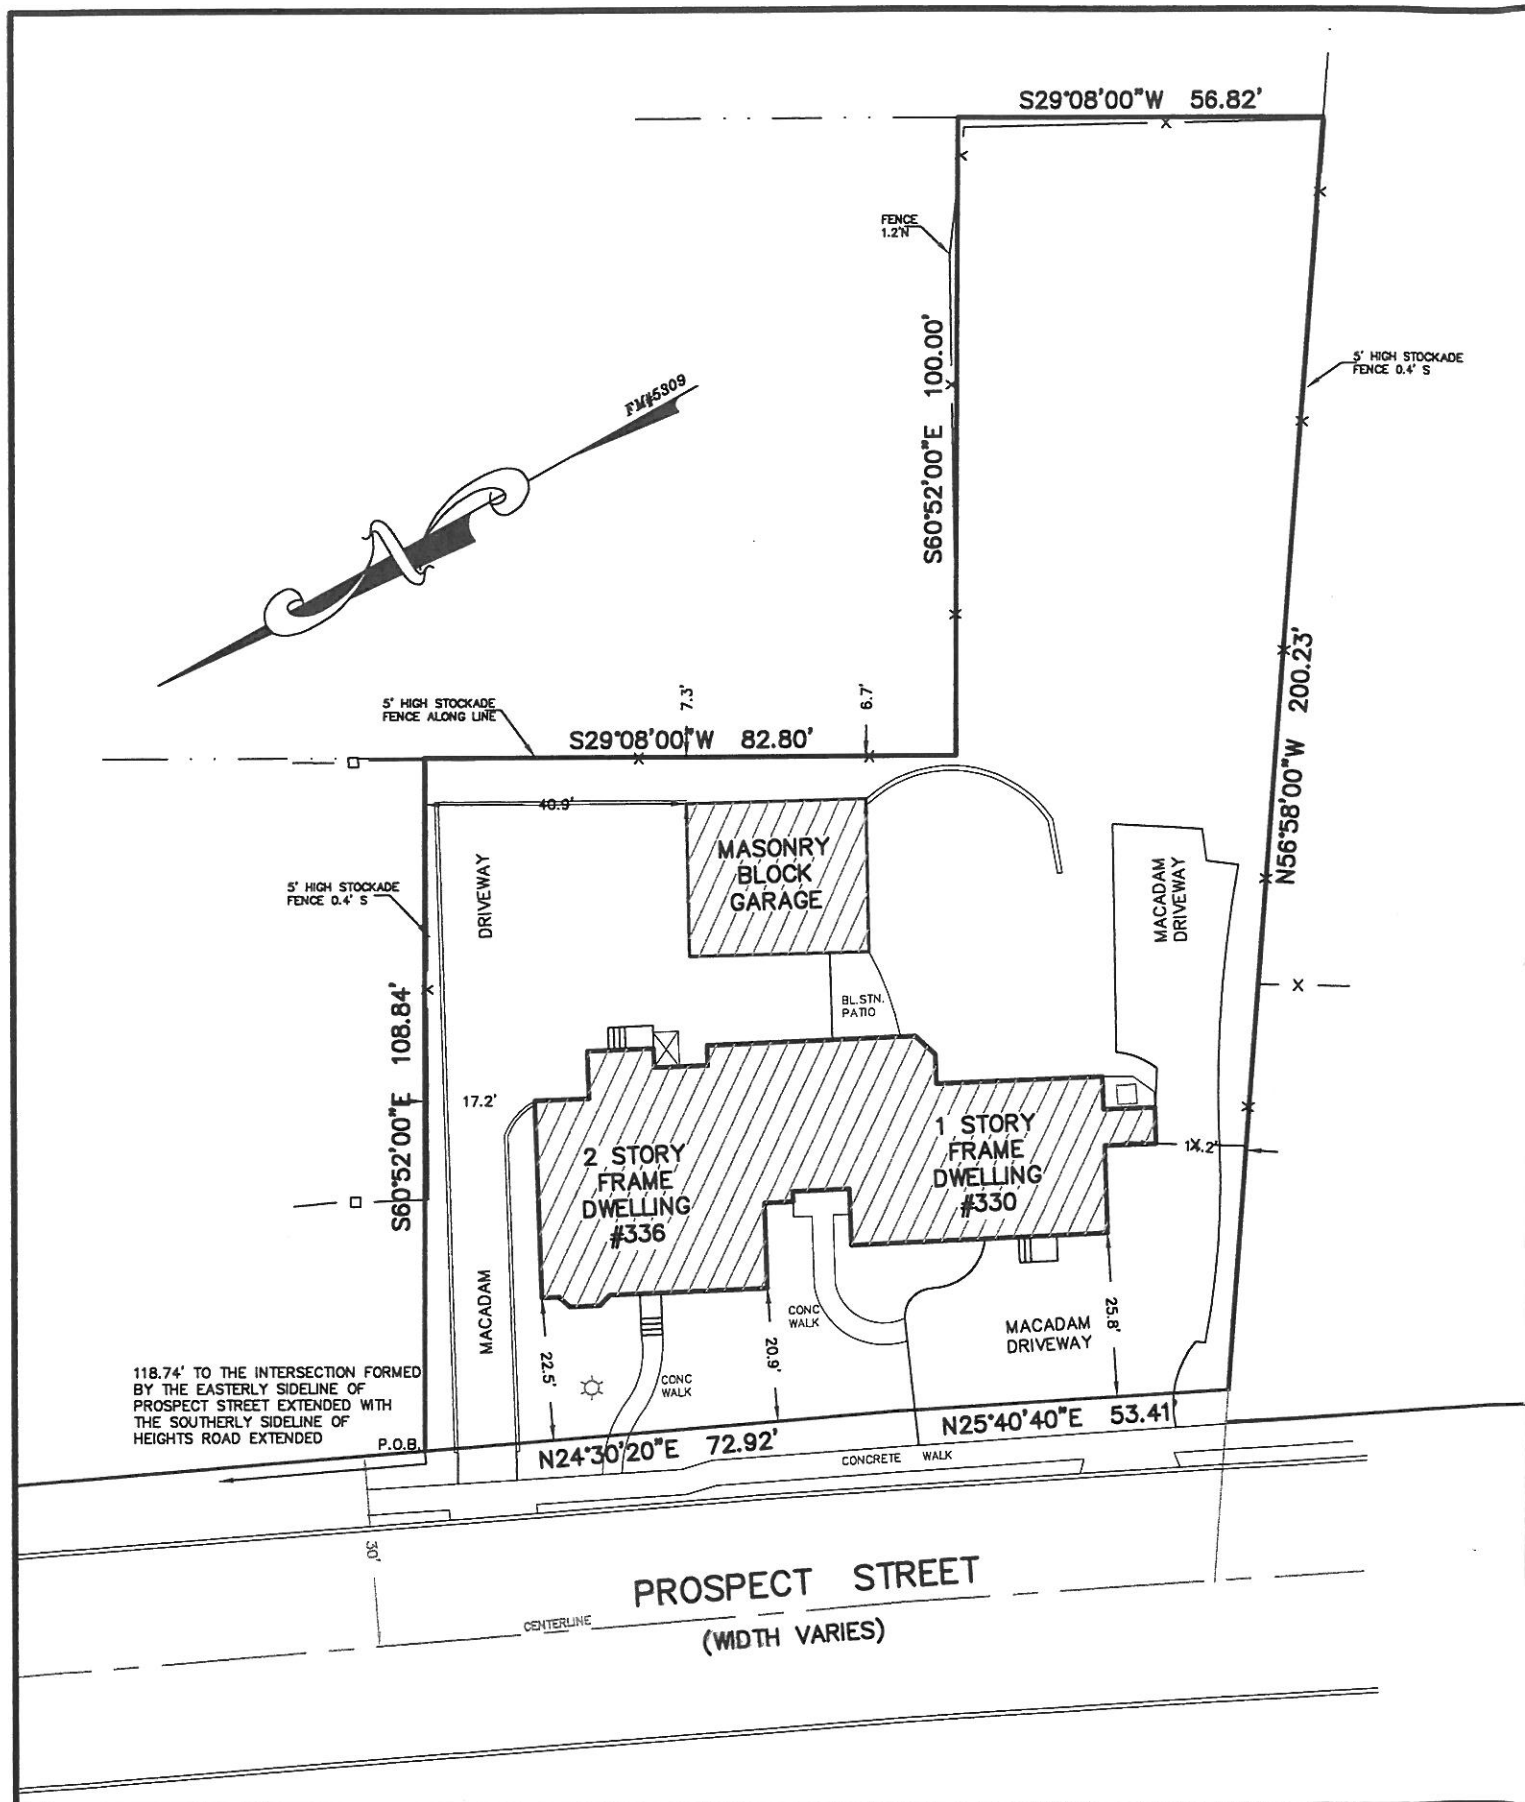 S29°08'00"W 56.82'
FENCE
1.2'N
S60°52'00"E 100.00'
5' HIGH STOCKADE
FENCE 0.4' S
FM#5309
N
N56°58'00"W 200.23'
5' HIGH STOCKADE
FENCE ALONG LINE
7.3'
6.7'
S29°08'00"W 82.80'
40.9'
MASONRY
BLOCK
GARAGE
DRIVEWAY
MACADAM
DRIVEWAY
5' HIGH STOCKADE
FENCE 0.4' S
BL.STN.
PATIO
S60°52'00"E 108.84'
17.2'
2 STORY
FRAME
DWELLING
#336
1 STORY
FRAME
DWELLING
#330
14.2'
MACADAM
CONC
WALK
MACADAM
DRIVEWAY
25.8'
20.9'
22.5'
CONC
WALK
118.74' TO THE INTERSECTION FORMED
BY THE EASTERLY SIDELINE OF
PROSPECT STREET EXTENDED WITH
THE SOUTHERLY SIDELINE OF
HEIGHTS ROAD EXTENDED
P.O.B.
N24°30'20"E 72.92'
N25°40'40"E 53.41'
CONCRETE WALK
30'
PROSPECT STREET
CENTERLINE
(WIDTH VARIES)